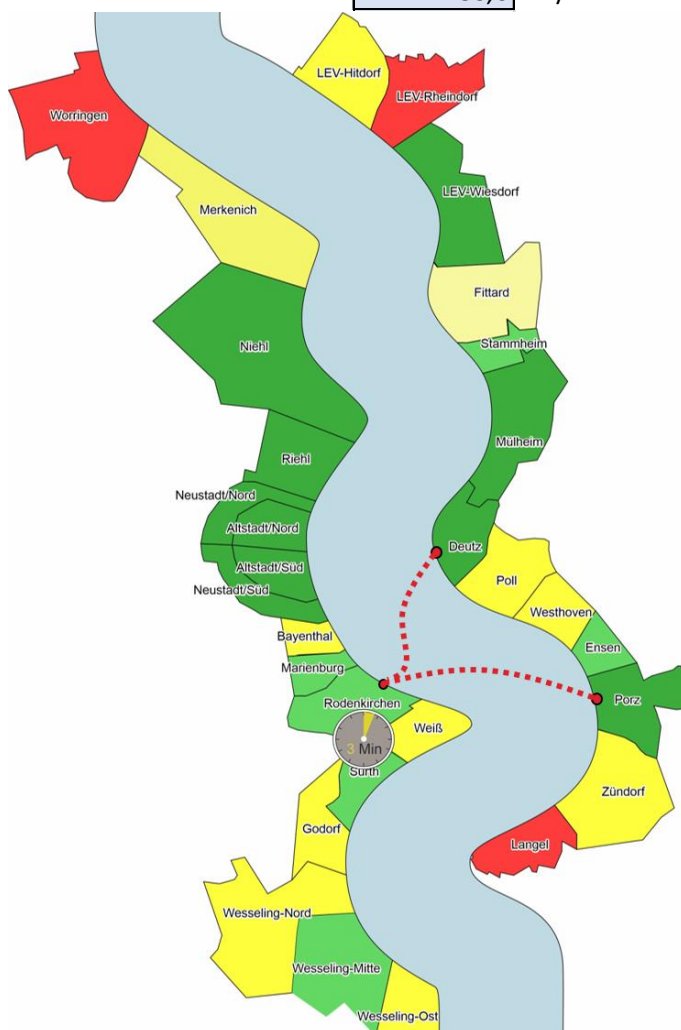 LEV-Hitdorf
LEV-Rheindorf
Worringen
LEV-Wiesdorf
Merkenich
Fittard
Stammheim
Niehl
Mülheim
Riehl
Neustadt/Nord
Altstadt/Nord
Deutz
Altstadt/Süd
Poll
Neustadt/Süd
Westhoven
Bayenthal
Ensen
Marienburg
Rodenkirchen
Porz
Weiß
3 Min
Sürth
Zündorf
Godorf
Langel
Wesseling-Nord
Wesseling-Mitte
Wesseling-Ost